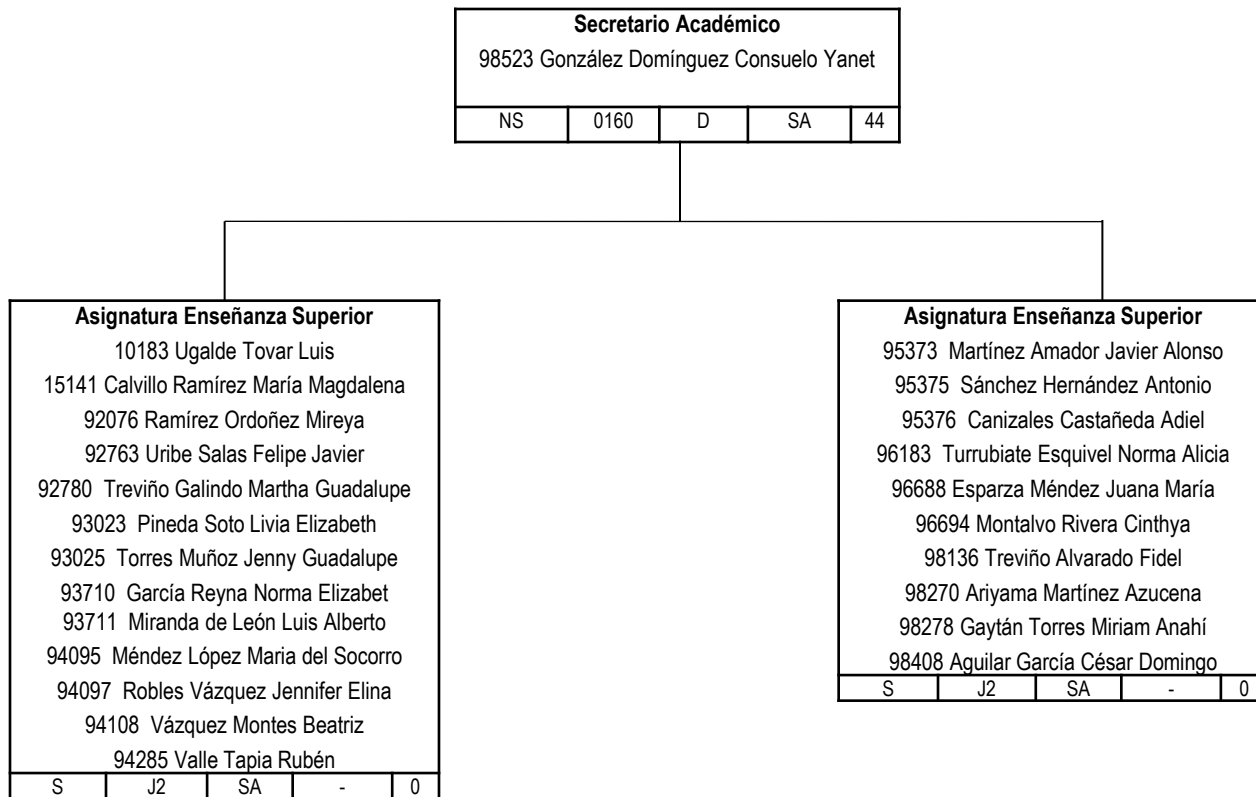 Secretario Académico
98523 González Domínguez Consuelo Yanet
NS 0160 D SA 44
Asignatura Enseñanza Superior
10183 Ugalde Tovar Luis
15141 Calvillo Ramírez María Magdalena
92076 Ramírez Ordoñez Mireya
92763 Uribe Salas Felipe Javier
92780 Treviño Galindo Martha Guadalupe
93023 Pineda Soto Livia Elizabeth
93025 Torres Muñoz Jenny Guadalupe
93710 García Reyna Norma Elizabet
93711 Miranda de León Luis Alberto
94095 Méndez López Maria del Socorro
94097 Robles Vázquez Jennifer Elina
94108 Vázquez Montes Beatriz
94285 Valle Tapia Rubén
S J2 SA - 0
Asignatura Enseñanza Superior
95373 Martínez Amador Javier Alonso
95375 Sánchez Hernández Antonio
95376 Canizales Castañeda Adiel
96183 Turrubiate Esquivel Norma Alicia
96688 Esparza Méndez Juana María
96694 Montalvo Rivera Cinthya
98136 Treviño Alvarado Fidel
98270 Ariyama Martínez Azucena
98278 Gaytán Torres Miriam Anahí
98408 Aguilar García César Domingo
S J2 SA - 0